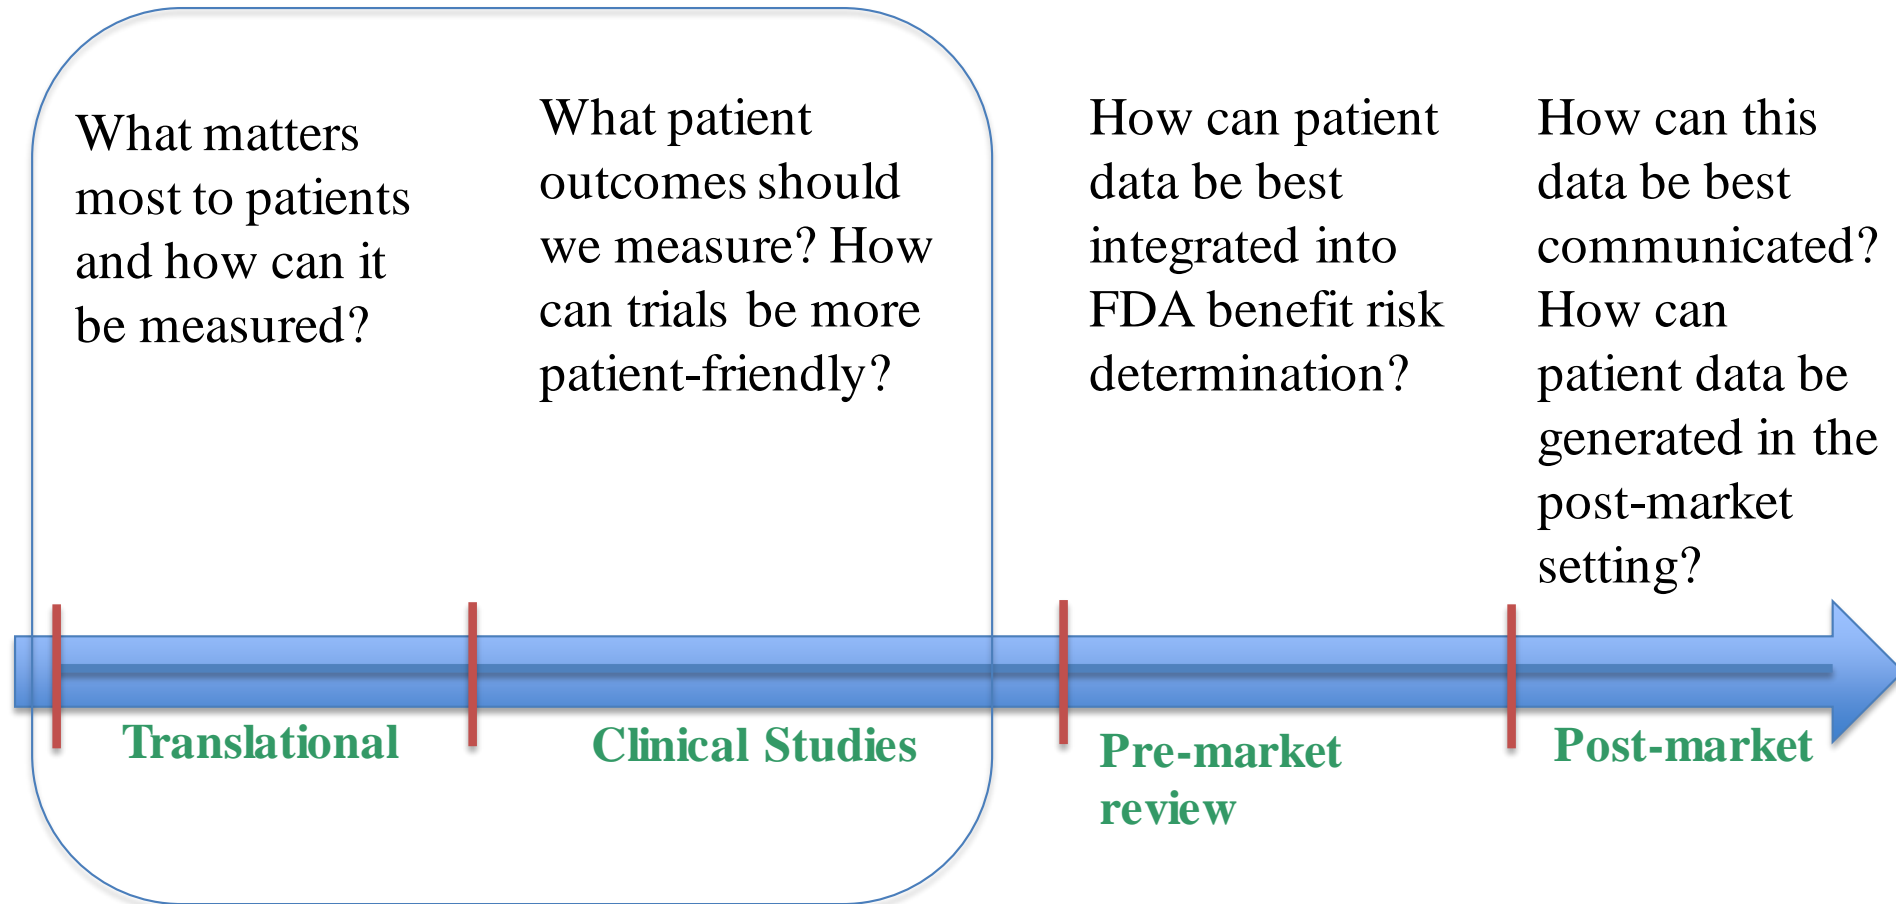 What matters
most to patients
and how can it
be measured?
What patient
outcomes should
we measure? How
can trials be more
patient-friendly?
How can patient
data be best
integrated into
FDA benefit risk
determination?
How can this
data be best
communicated?
How can
patient data be
generated in the
post-market
setting?
Translational
Clinical Studies
Pre-market
review
Post-market